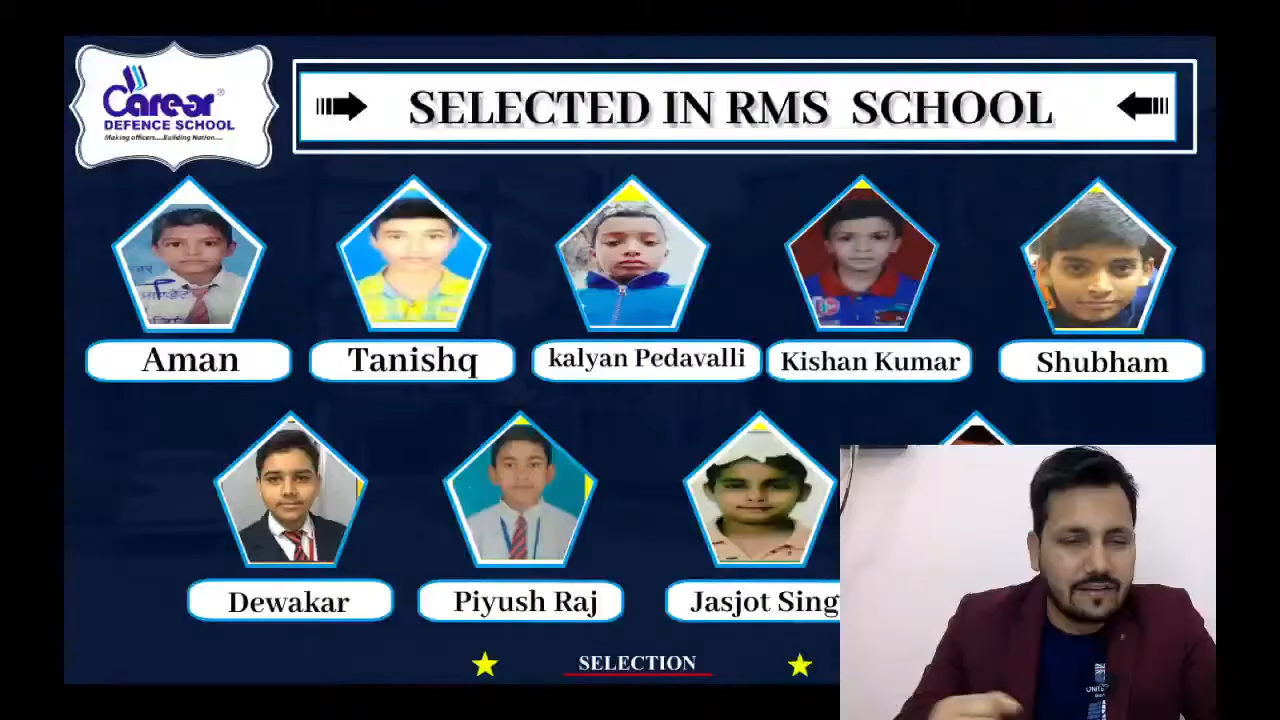 Career®
DEFENCE SCHOOL
Making officers....Building Nation....
SELECTED IN RMS SCHOOL
Aman
Tanishq
kalyan Pedavalli
Kishan Kumar
Shubham
Dewakar
Piyush Raj
Jasjot Sing
SELECTION